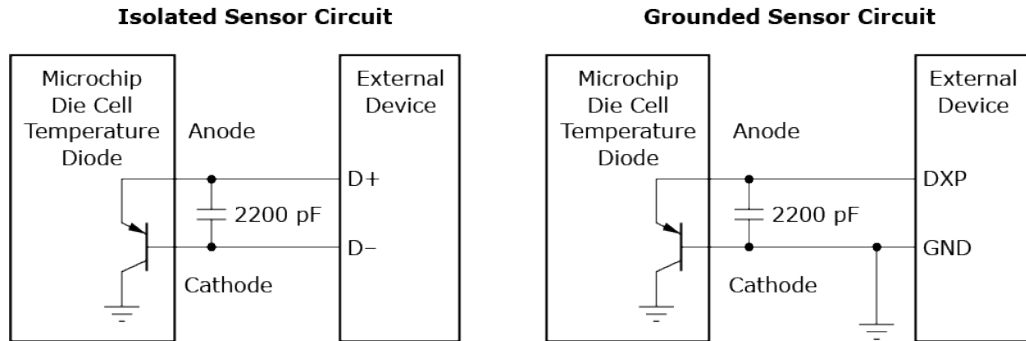 Isolated Sensor Circuit
Microchip
Die Cell
Temperature
Diode
Anode
External
Device
D+
2200 pF
D−
Cathode
Grounded Sensor Circuit
Microchip
Die Cell
Temperature
Diode
Anode
External
Device
DXP
2200 pF
GND
Cathode